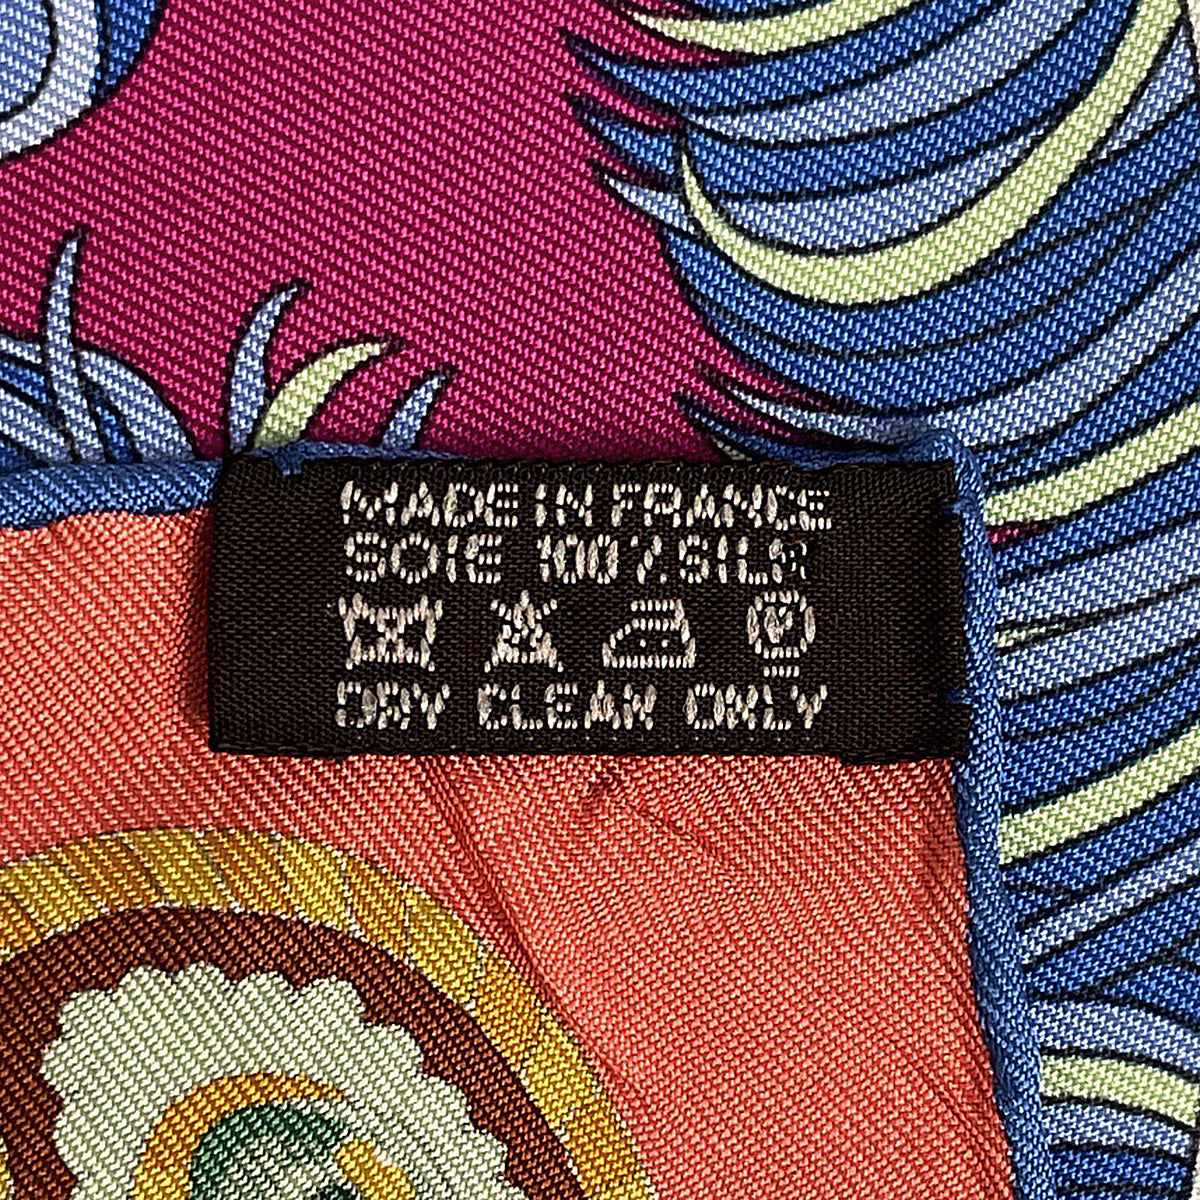 MADE IN FRANCE
SOIE 100% SILK
P
DRY CLEAN ONLY